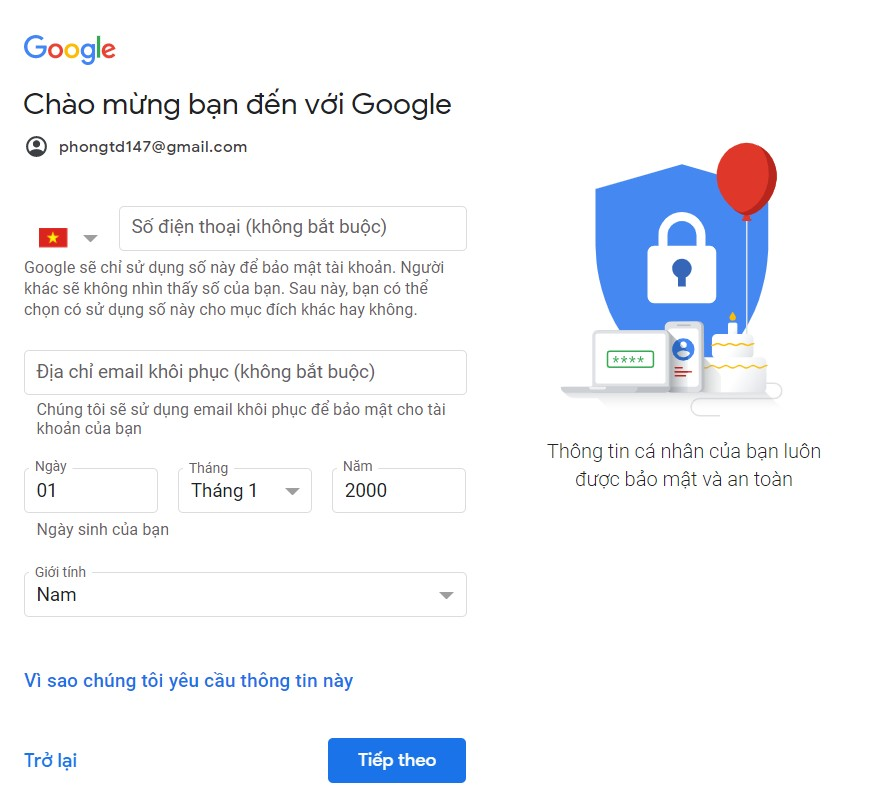 Google
Chào mừng bạn đến với Google
phongtd147@gmail.com
Số điện thoại (không bắt buộc)
Google sẽ chỉ sử dụng số này để bảo mật tài khoản. Người
khác sẽ không nhìn thấy số của bạn. Sau này, bạn có thể
chọn có sử dụng số này cho mục đích khác hay không.
Địa chỉ email khôi phục (không bắt buộc)
Chúng tôi sẽ sử dụng email khôi phục để bảo mật cho tài
khoản của bạn
Ngày Tháng Năm
01 Tháng 1 2000
Ngày sinh của bạn
Giới tính
Nam
Vì sao chúng tôi yêu cầu thông tin này
Trở lại Tiếp theo
****
Thông tin cá nhân của bạn luôn
được bảo mật và an toàn